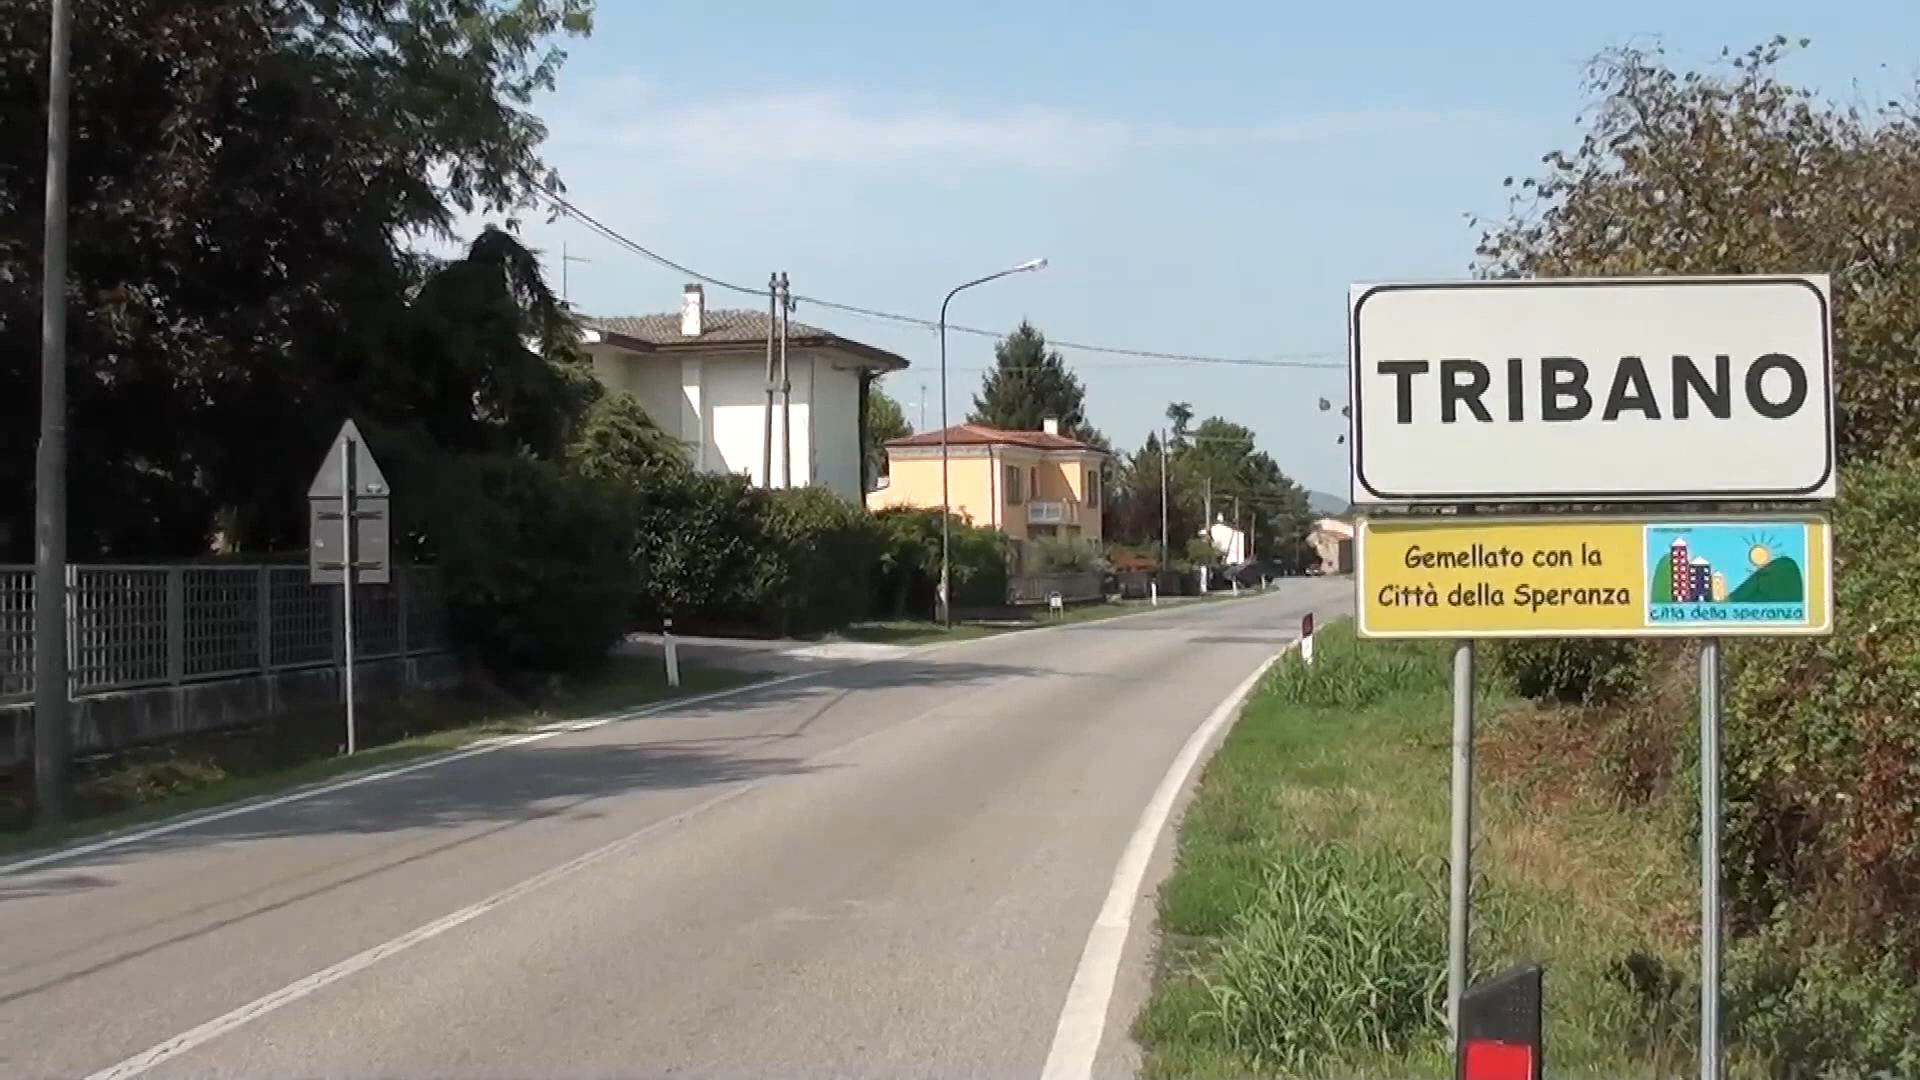 TRIBANO
Gemellato con la
Città della Speranza
città della speranza